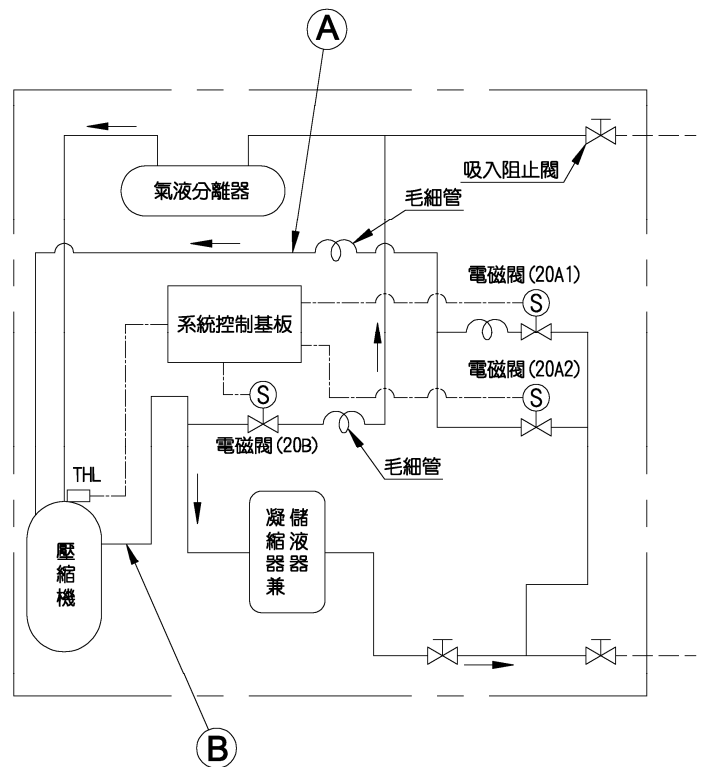 A
吸入阻止閥
氣液分離器
毛細管
電磁閥(20A1)
S
系統控制基板
電磁閥(20A2)
S
S
電磁閥(20B)
毛細管
THL
壓縮機
儲液器
凝縮器兼
B